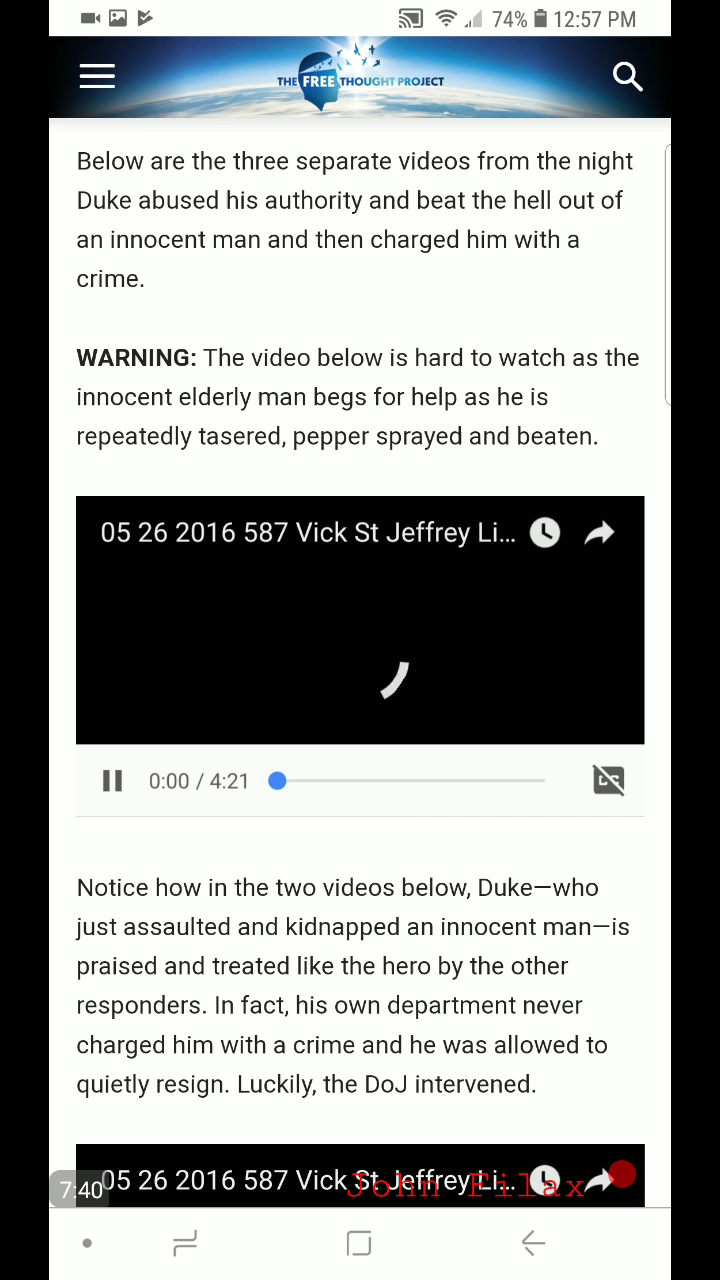 74% 12:57 PM
THE FREE THOUGHT PROJECT
Below are the three separate videos from the night
Duke abused his authority and beat the hell out of
an innocent man and then charged him with a
crime.
WARNING: The video below is hard to watch as the
innocent elderly man begs for help as he is
repeatedly tasered, pepper sprayed and beaten.
05 26 2016 587 Vick St Jeffrey Li...
0:00 / 4:21
CC
Notice how in the two videos below, Duke—who
just assaulted and kidnapped an innocent man—is
praised and treated like the hero by the other
responders. In fact, his own department never
charged him with a crime and he was allowed to
quietly resign. Luckily, the DoJ intervened.
05 26 2016 587 Vick St Jeffrey Li...
7:40
John Filax